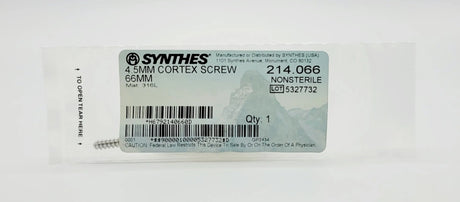 TO OPEN TEAR HERE
SYNTHES®
Manufactured or Distributed by SYNTHES (USA)
1101 Synthes Avenue, Monument, CO 80132
4.5MM CORTEX SCREW
214.066
66MM
NONSTERILE
Mat. 316L
LOT 5327732
Qty. 1
*H6792140660D
*$$90000100005327732#D
CAUTION: Federal Law Restricts This Device To Sale By Or On The Order Of A Physician.